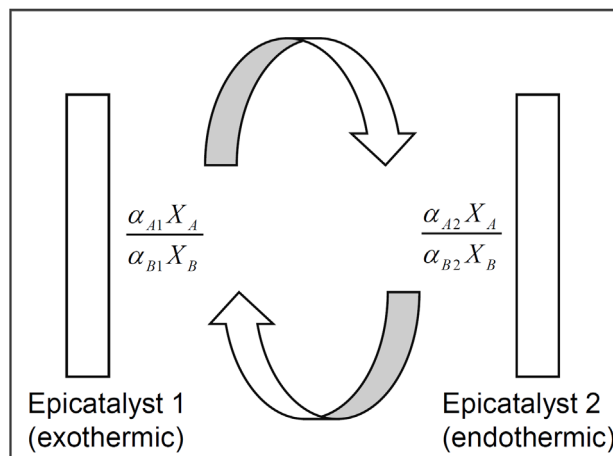 α_{A1} X_A / α_{B1} X_B
α_{A2} X_A / α_{B2} X_B
Epicatalyst 1
(exothermic)
Epicatalyst 2
(endothermic)